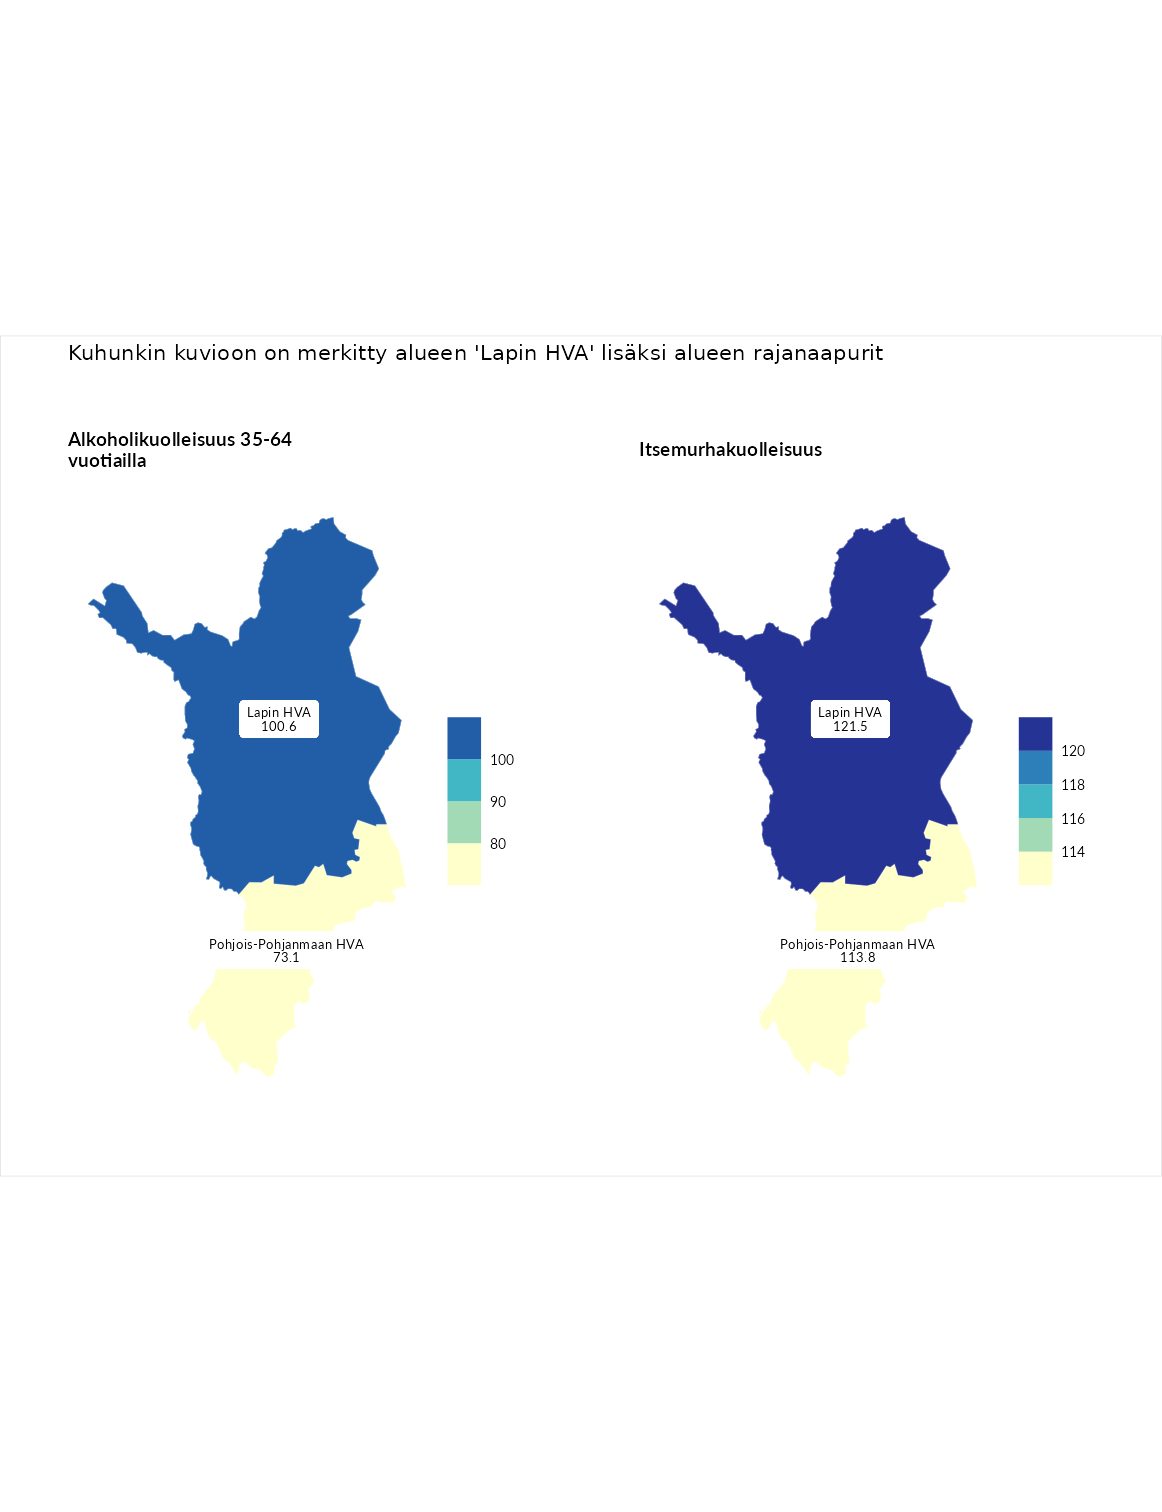 Kuhunkin kuvioon on merkitty alueen 'Lapin HVA' lisäksi alueen rajanaapurit
Alkoholikuolleisuus 35-64
vuotiailla
Lapin HVA
100.6
100
90
80
Pohjois-Pohjanmaan HVA
73.1
Itsemurhakuolleisuus
Lapin HVA
121.5
120
118
116
114
Pohjois-Pohjanmaan HVA
113.8